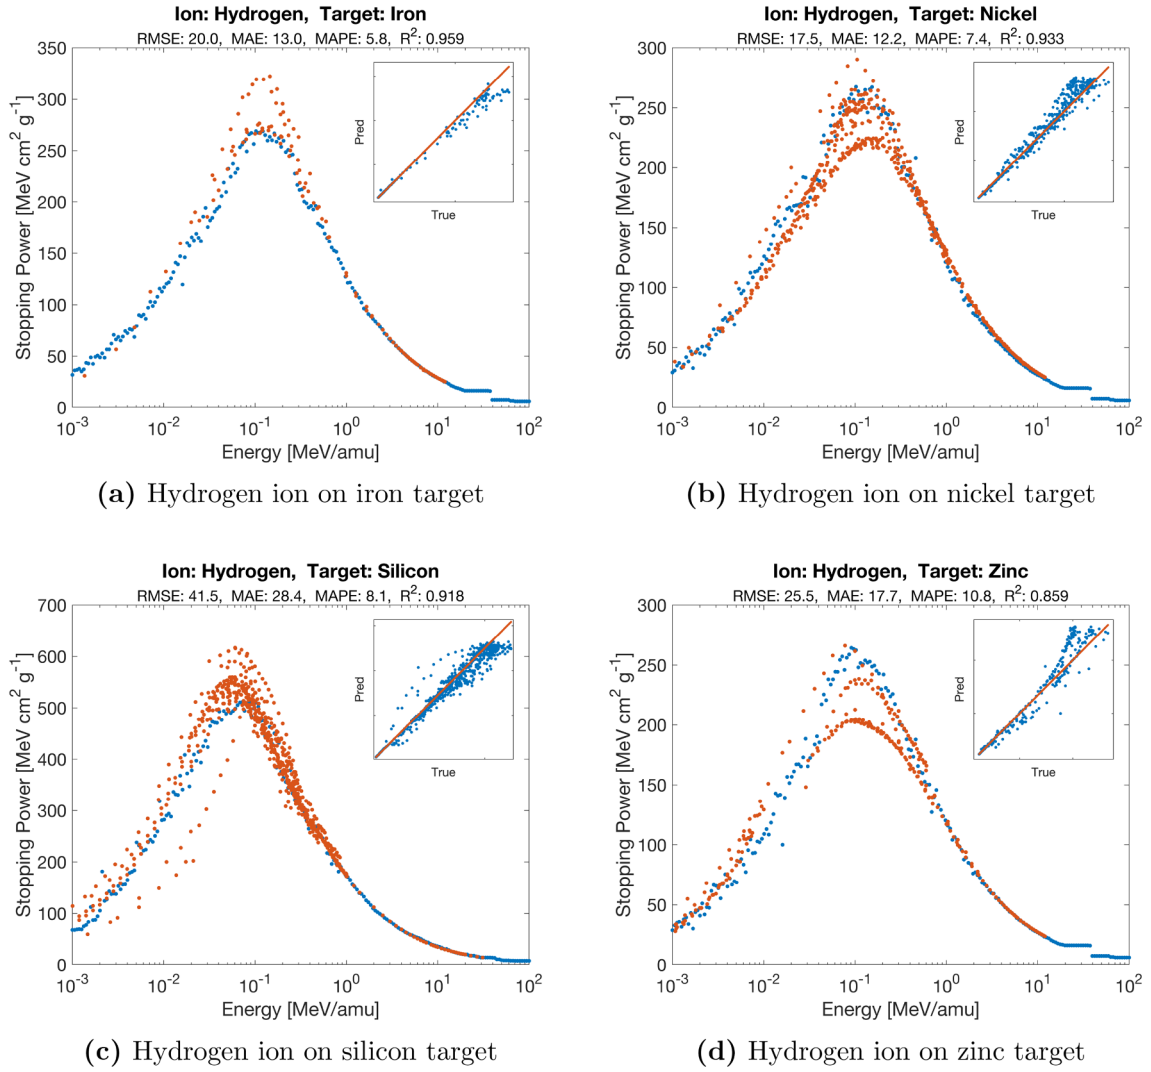 Ion: Hydrogen, Target: Iron
RMSE: 20.0, MAE: 13.0, MAPE: 5.8, R²: 0.959
350
300
250
200
150
100
50
0
Stopping Power [MeV cm² g⁻¹]
Pred
True
10⁻³ 10⁻² 10⁻¹ 10⁰ 10¹ 10²
Energy [MeV/amu]
(a) Hydrogen ion on iron target
Ion: Hydrogen, Target: Nickel
RMSE: 17.5, MAE: 12.2, MAPE: 7.4, R²: 0.933
300
250
200
150
100
50
0
Stopping Power [MeV cm² g⁻¹]
Pred
True
10⁻³ 10⁻² 10⁻¹ 10⁰ 10¹ 10²
Energy [MeV/amu]
(b) Hydrogen ion on nickel target
Ion: Hydrogen, Target: Silicon
RMSE: 41.5, MAE: 28.4, MAPE: 8.1, R²: 0.918
700
600
500
400
300
200
100
0
Stopping Power [MeV cm² g⁻¹]
Pred
True
10⁻³ 10⁻² 10⁻¹ 10⁰ 10¹ 10²
Energy [MeV/amu]
(c) Hydrogen ion on silicon target
Ion: Hydrogen, Target: Zinc
RMSE: 25.5, MAE: 17.7, MAPE: 10.8, R²: 0.859
300
250
200
150
100
50
0
Stopping Power [MeV cm² g⁻¹]
Pred
True
10⁻³ 10⁻² 10⁻¹ 10⁰ 10¹ 10²
Energy [MeV/amu]
(d) Hydrogen ion on zinc target